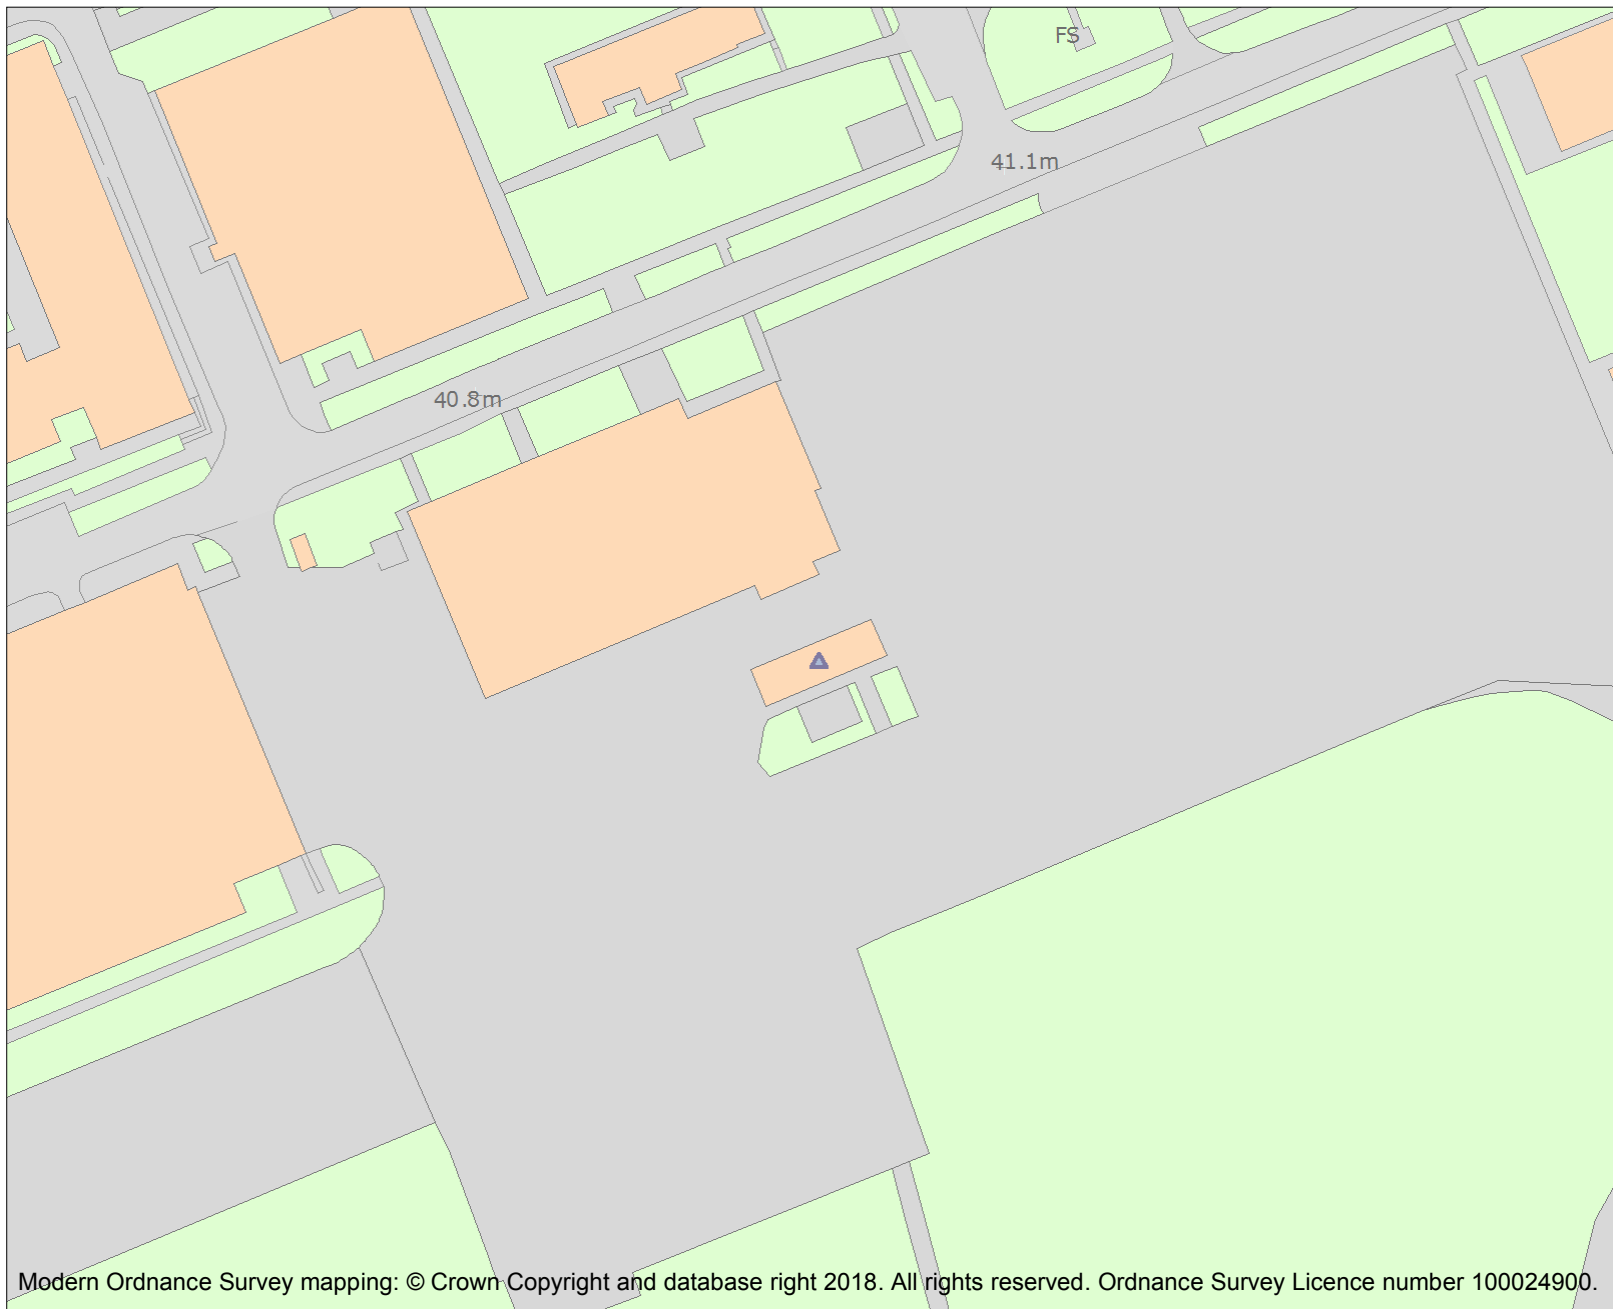 FS
41.1m
40.8m
Modern Ordnance Survey mapping: © Crown Copyright and database right 2018. All rights reserved. Ordnance Survey Licence number 100024900.